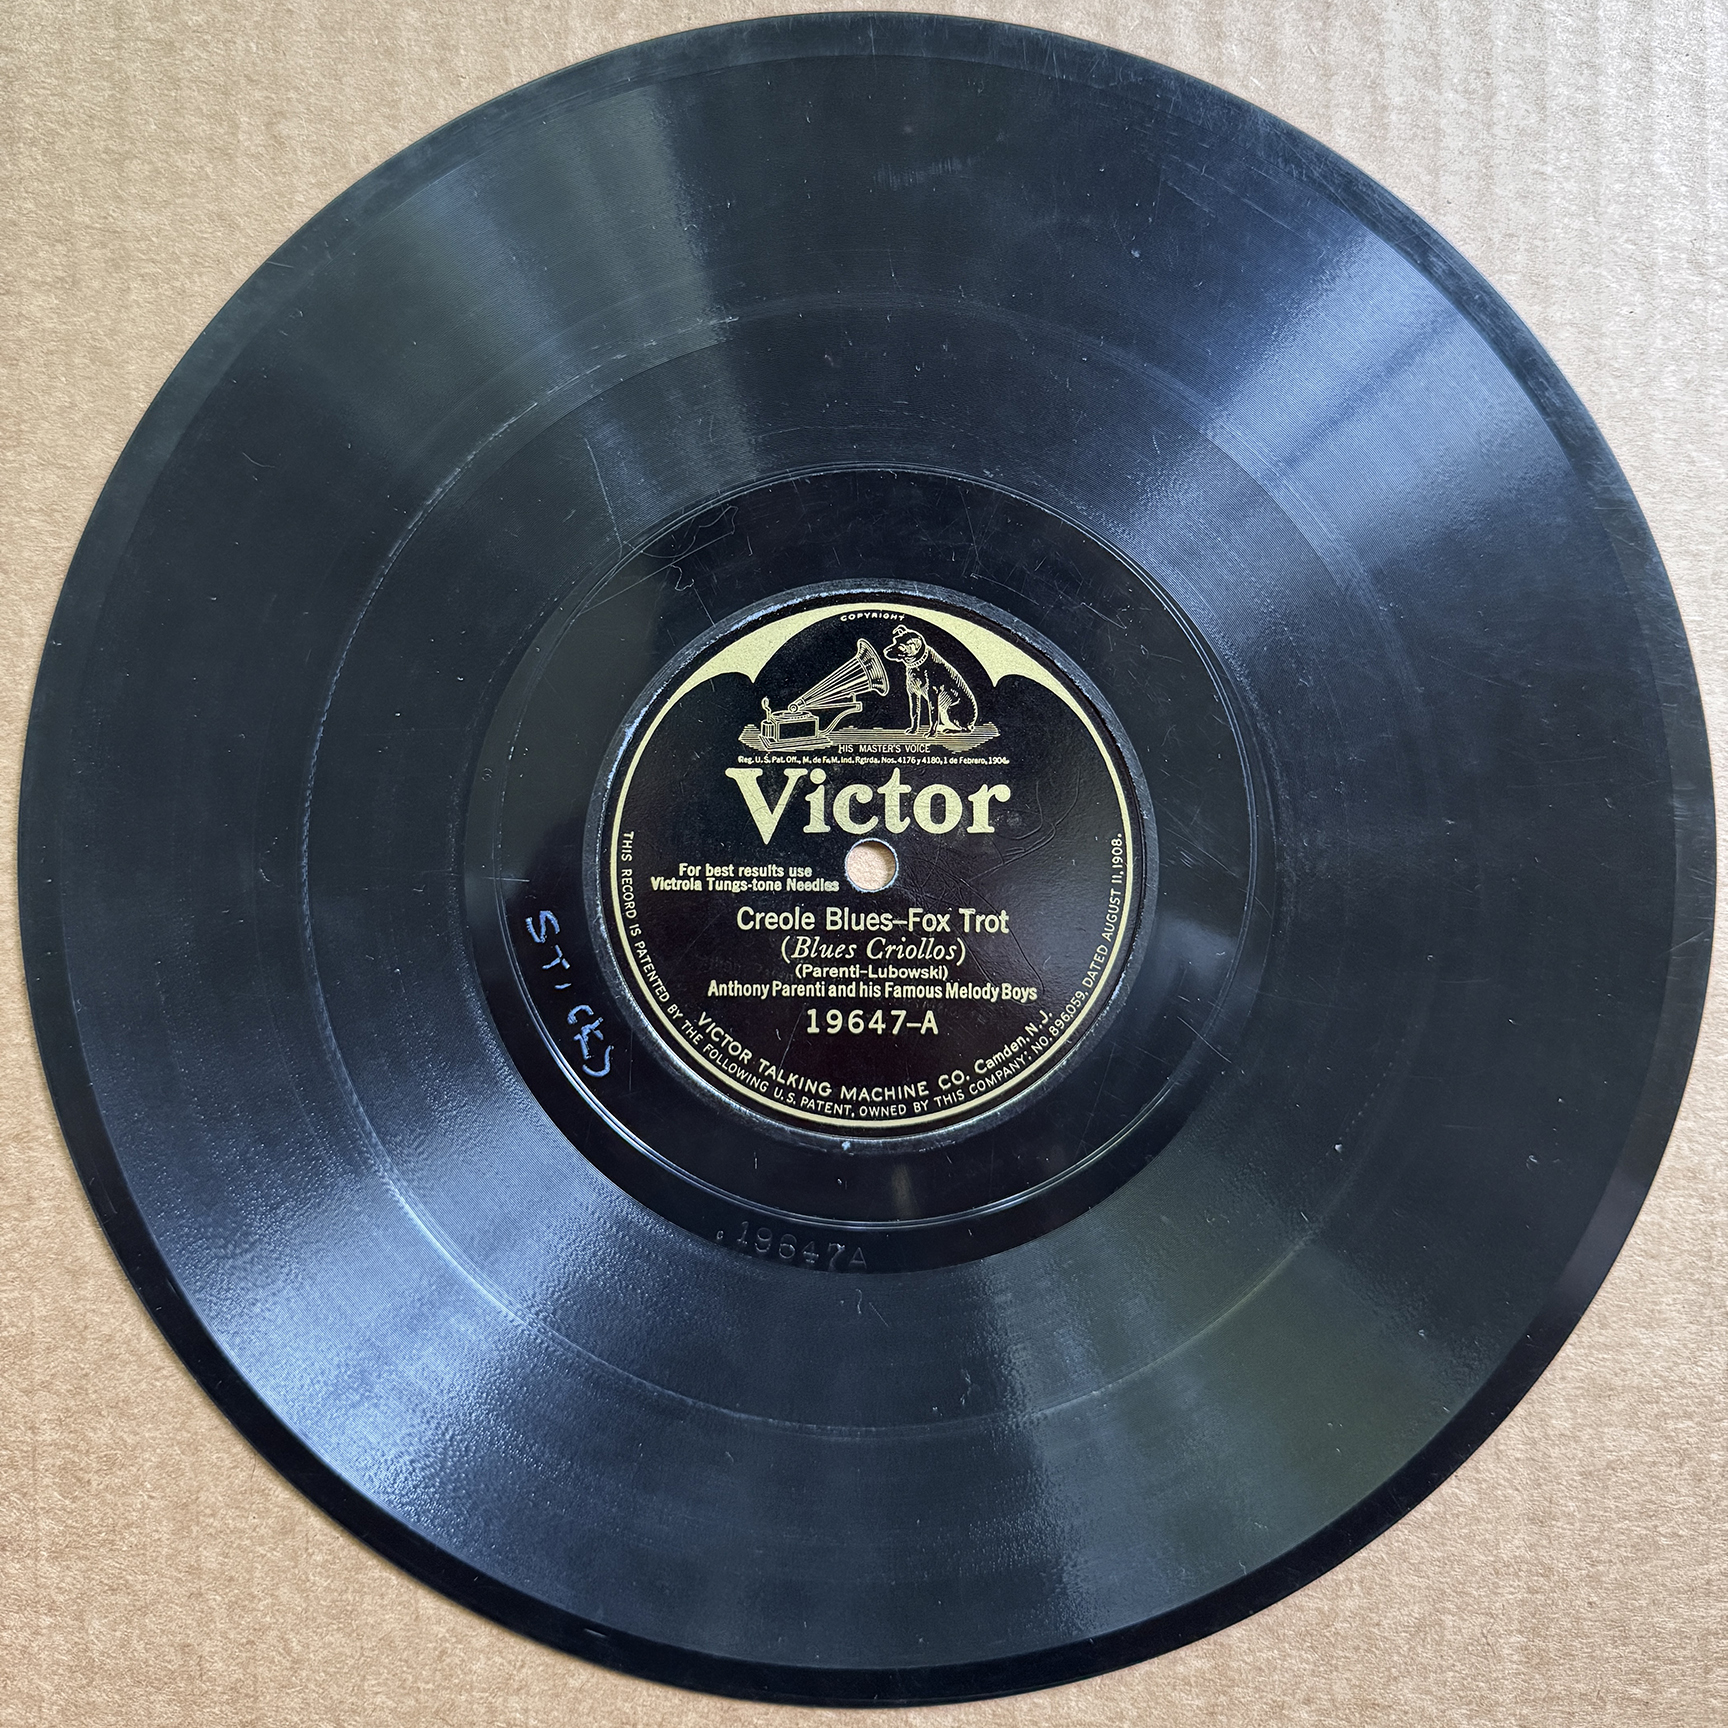 COPYRIGHT
HIS MASTER'S VOICE
Reg. U. S. Pat. Off., M. de F. M. Ind. Rgtrda. Nos. 4176 y 4180, 1 de Febrero, 1904.
Victor
For best results use
Victrola Tungs-tone Needles
Creole Blues–Fox Trot
(Blues Criollos)
(Parenti-Lubowski)
Anthony Parenti and his Famous Melody Boys
19647–A
VICTOR TALKING MACHINE CO. Camden, N.J.
THIS RECORD IS PATENTED BY THE FOLLOWING U.S. PATENT, OWNED BY THIS COMPANY: NO. 896059, DATED AUGUST 11, 1908.
STICKS
19647A